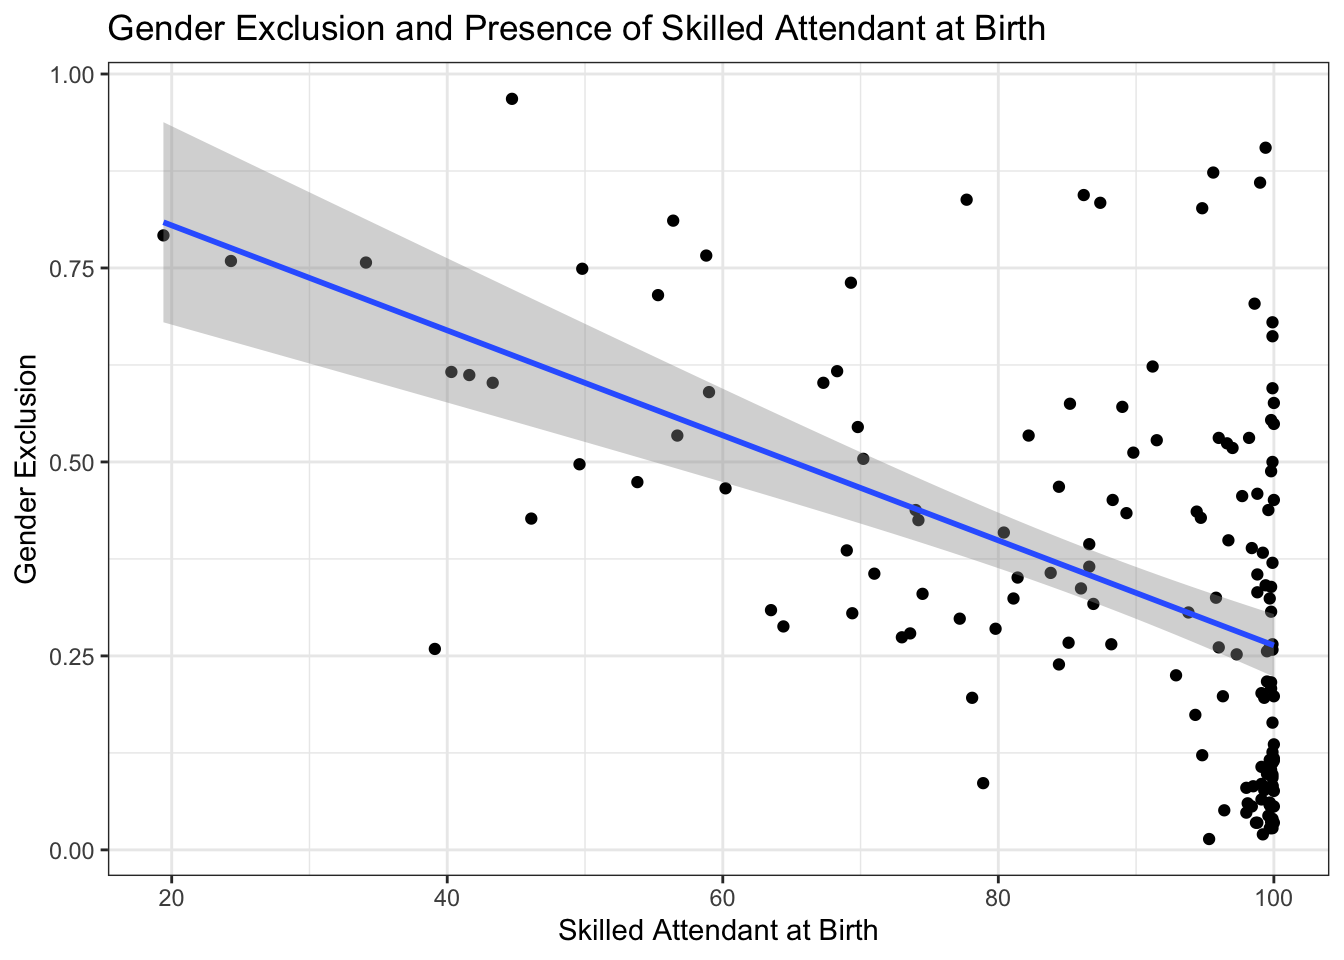 Gender Exclusion and Presence of Skilled Attendant at Birth
1.00
0.75
0.50
0.25
0.00
Gender Exclusion
20 40 60 80 100
Skilled Attendant at Birth